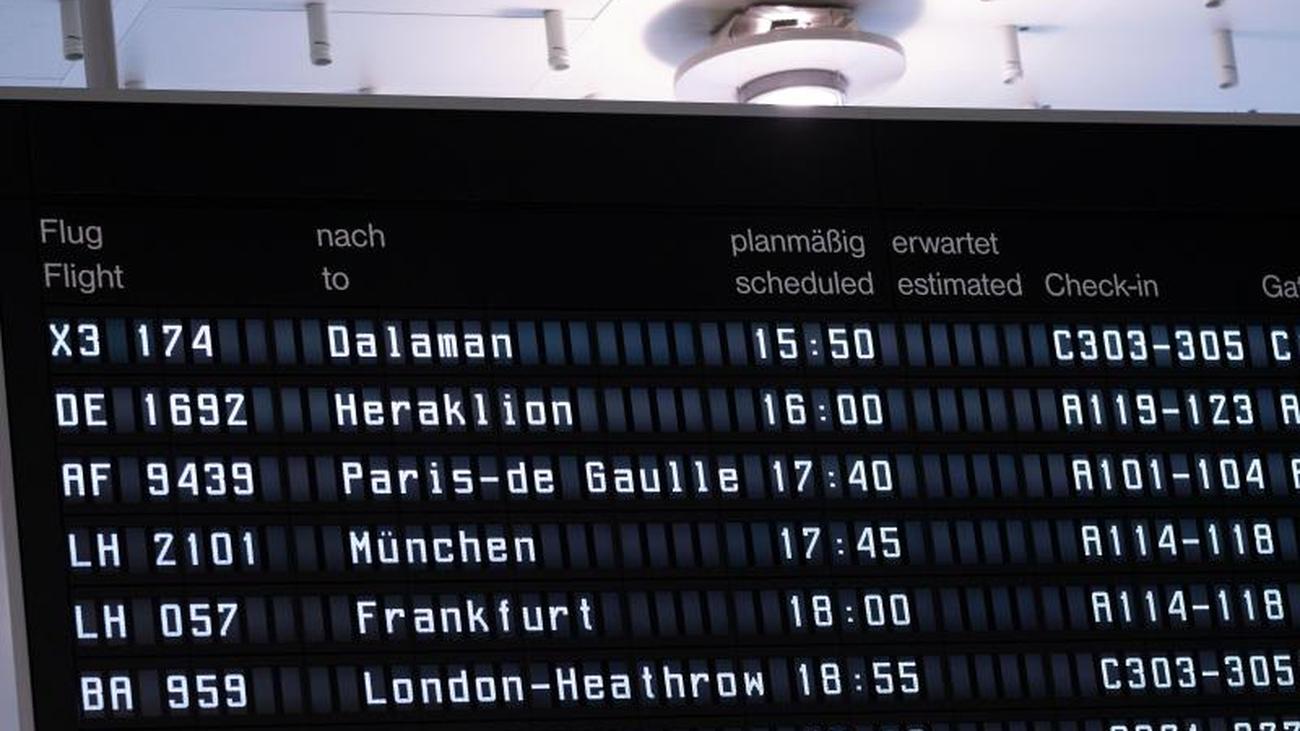 Flug nach planmäßig erwartet
Flight to scheduled estimated Check-in
X3 174 Dalaman 15:50 C303-305 C
DE 1692 Heraklion 16:00 A119-123 A
AF 9439 Paris-de Gaulle 17:40 A101-104
LH 2101 München 17:45 A114-118
LH 057 Frankfurt 18:00 A114-118
BA 959 London-Heathrow 18:55 C303-305